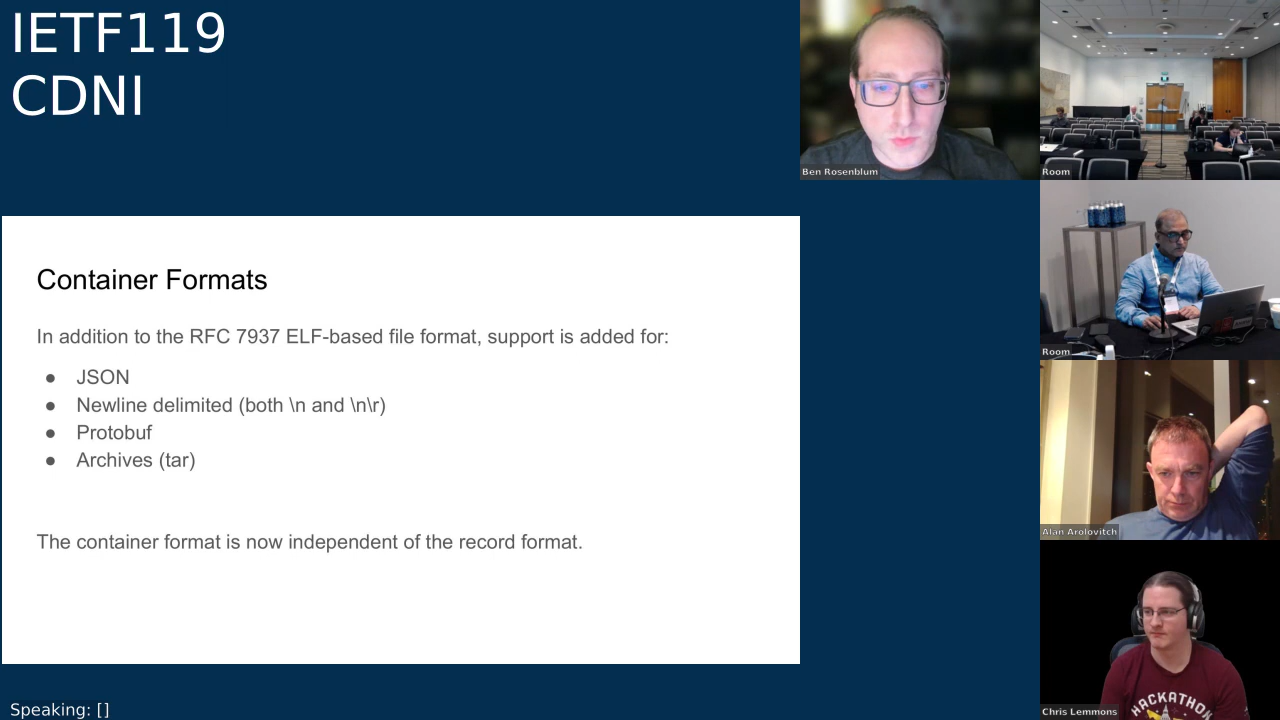 IETF119
CDNI
Ben Rosenblum
Room
Container Formats
In addition to the RFC 7937 ELF-based file format, support is added for:
● JSON
● Newline delimited (both \n and \n\r)
● Protobuf
● Archives (tar)
The container format is now independent of the record format.
Room
Alan Arolovitch
HACKATHON
Chris Lemmons
Speaking: []